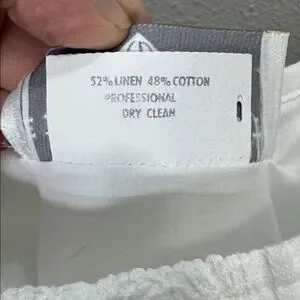 52% LINEN 48% COTTON
PROFESSIONAL
DRY CLEAN